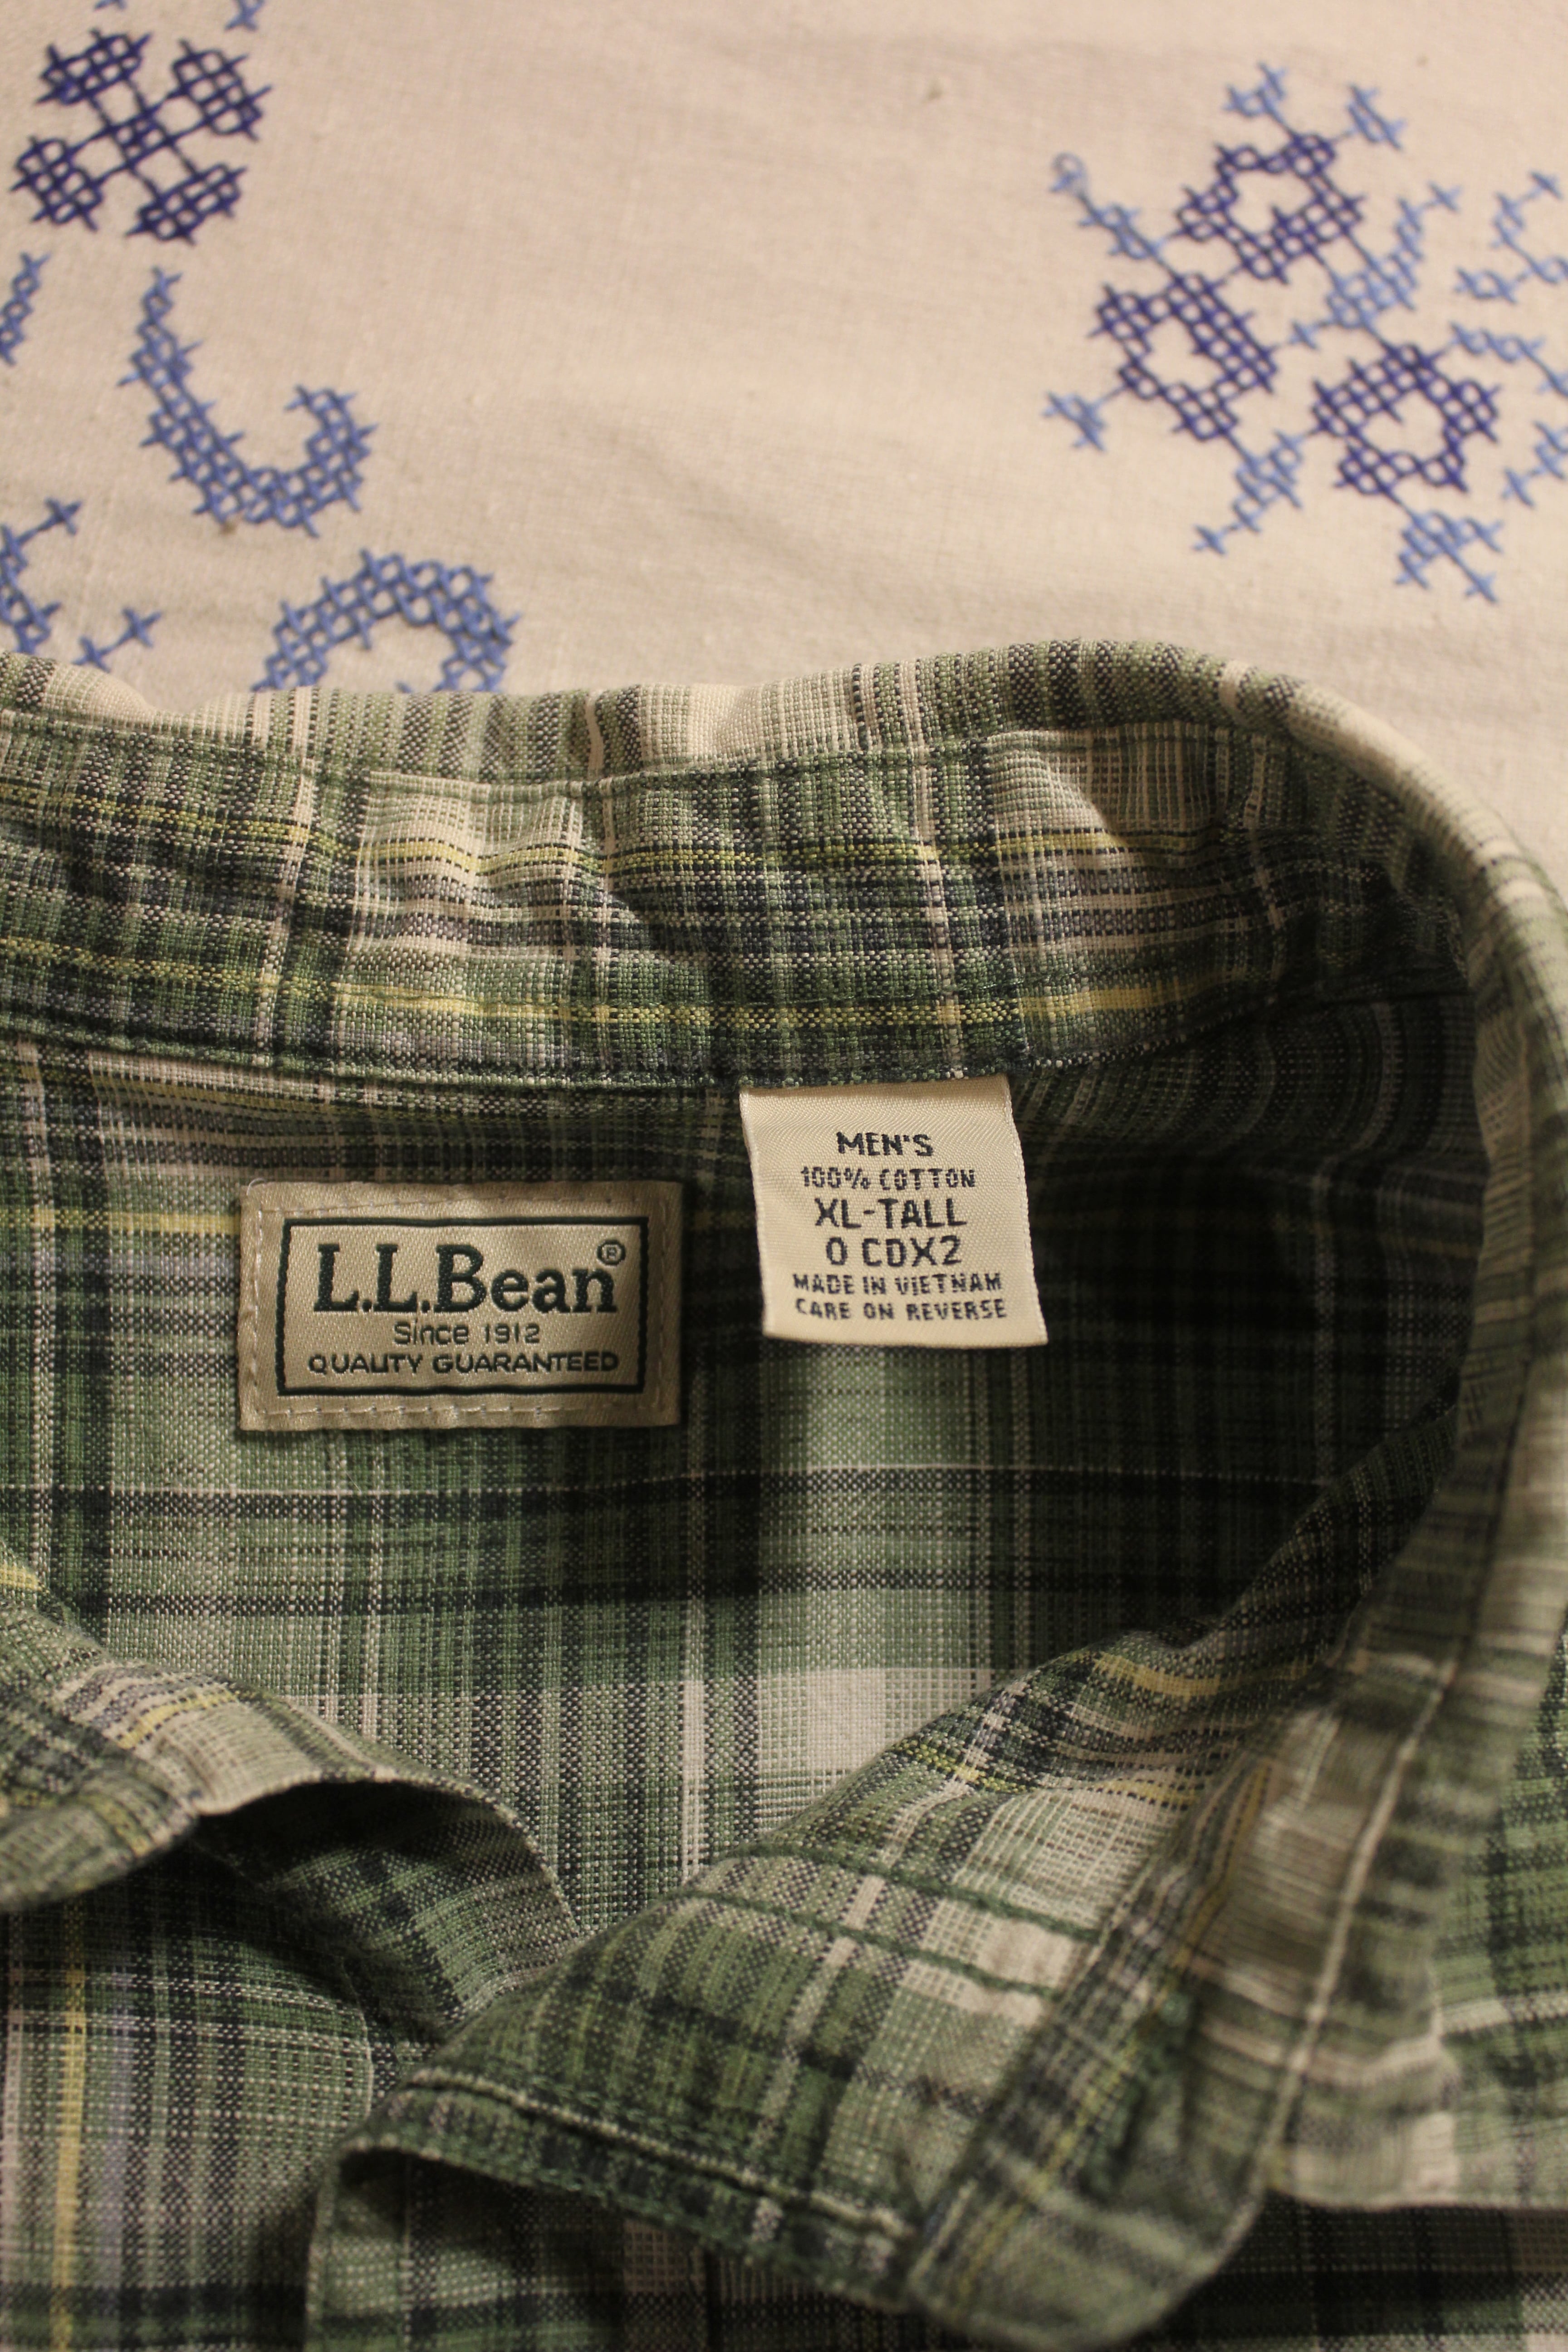 L.L.Bean®
Since 1912
QUALITY GUARANTEED
MEN'S
100% COTTON
XL-TALL
0 CDX2
MADE IN VIETNAM
CARE ON REVERSE